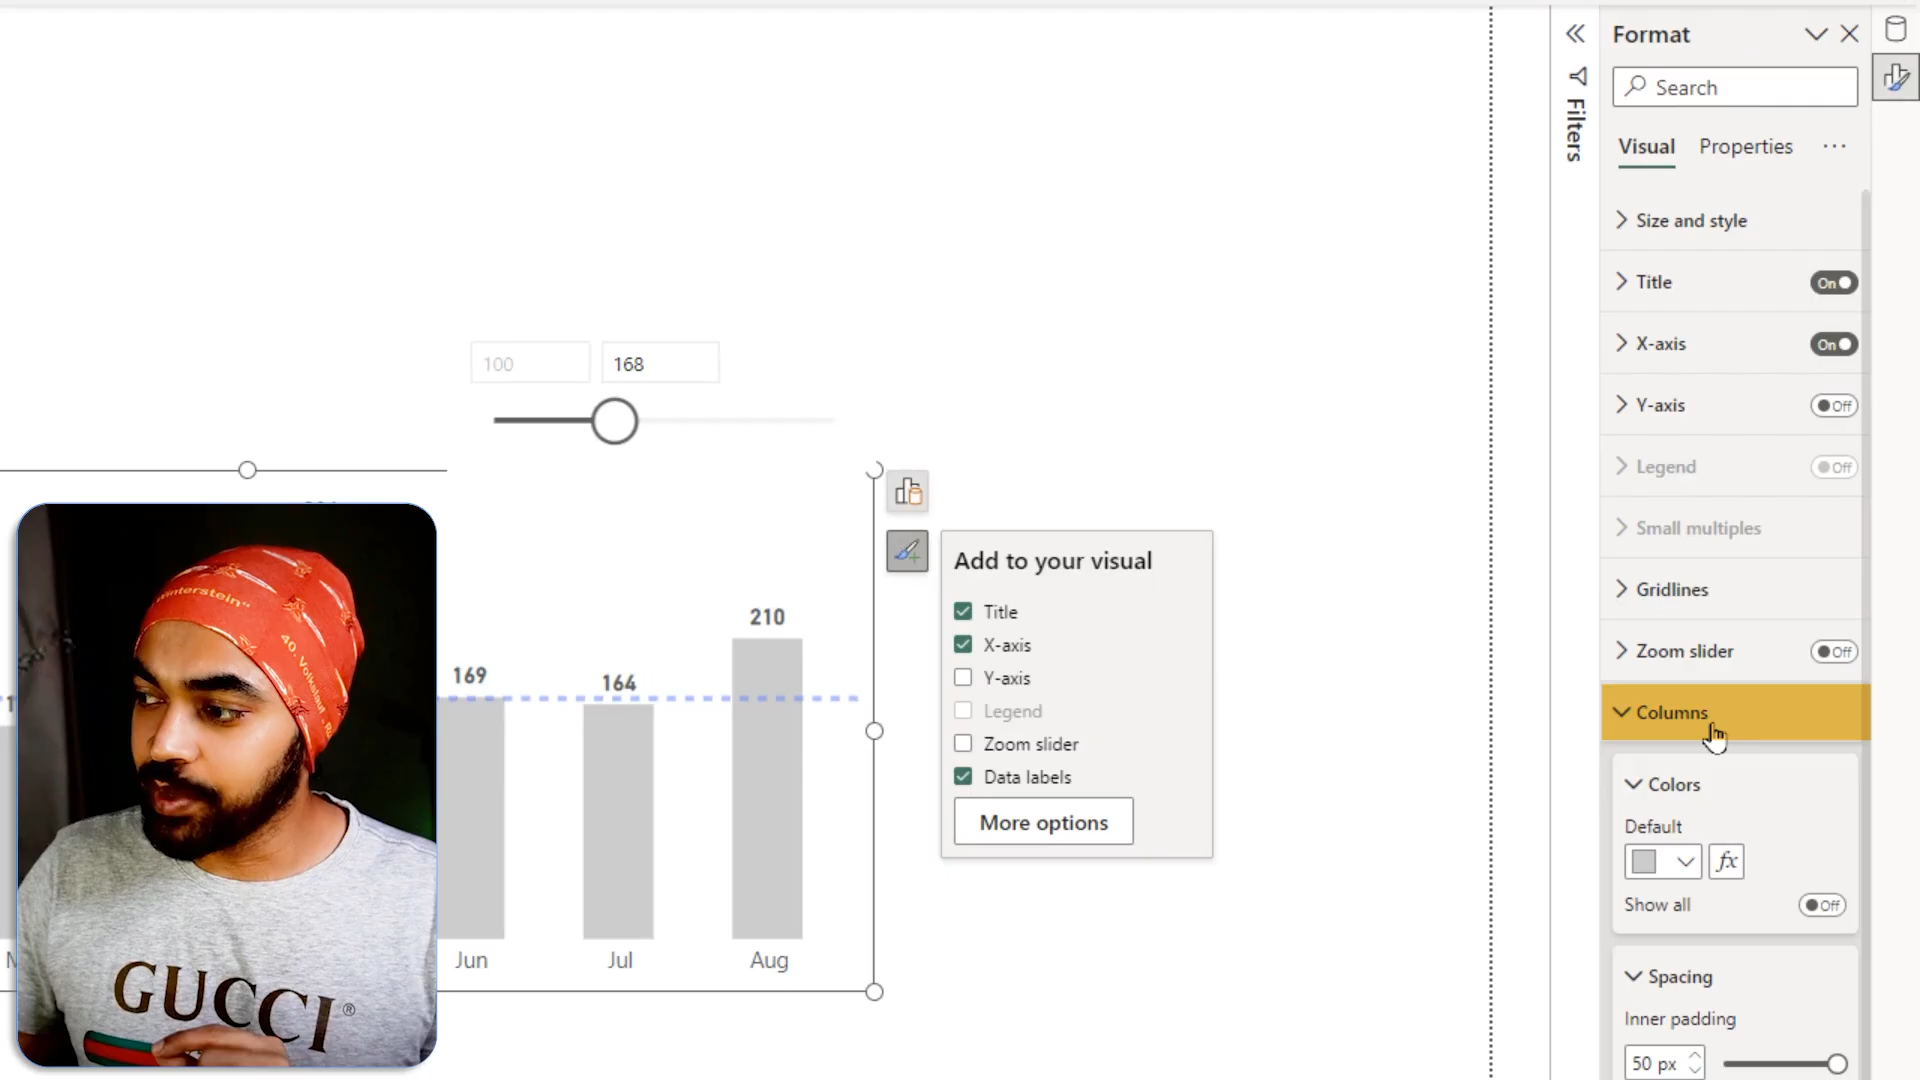 Format
Search
Filters
Visual Properties ...
Size and style
Title On
X-axis On
Y-axis Off
Legend Off
Small multiples
Gridlines
Zoom slider Off
Columns
Colors
Default
fx
Show all Off
Spacing
Inner padding
50 px
100 168
Add to your visual
Title
X-axis
Y-axis
Legend
Zoom slider
Data labels
More options
169 164 210
Jun Jul Aug
40. Volkslauf
GUCCI®